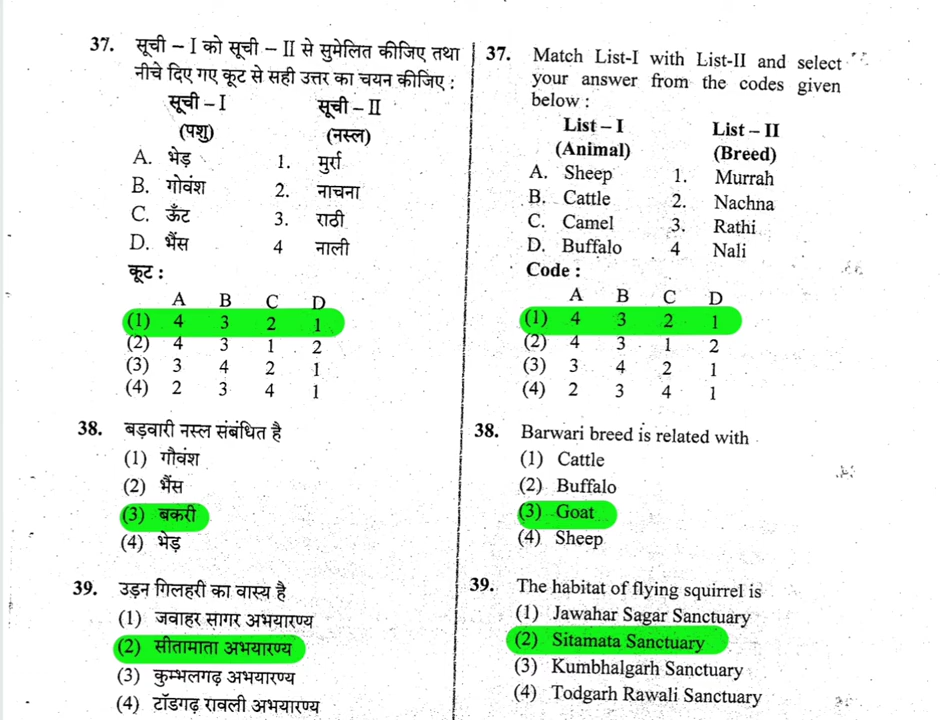 37. सूची – I को सूची – II से सुमेलित कीजिए तथा
नीचे दिए गए कूट से सही उत्तर का चयन कीजिए :
सूची – I सूची – II
(पशु) (नस्ल)
A. भेड़ 1. मुर्रा
B. गोवंश 2. नाचना
C. ऊँट 3. राठी
D. भैंस 4 नाली
कूट :
A B C D
(1) 4 3 2 1
(2) 4 3 1 2
(3) 3 4 2 1
(4) 2 3 4 1
38. बड़वारी नस्ल संबंधित है
(1) गौवंश
(2) भैंस
(3) बकरी
(4) भेड़
39. उड़न गिलहरी का वास्य है
(1) जवाहर सागर अभयारण्य
(2) सीतामाता अभयारण्य
(3) कुम्भलगढ़ अभयारण्य
(4) टॉडगढ़ रावली अभयारण्य
37. Match List-I with List-II and select
your answer from the codes given
below :
List – I List – II
(Animal) (Breed)
A. Sheep 1. Murrah
B. Cattle 2. Nachna
C. Camel 3. Rathi
D. Buffalo 4 Nali
Code :
A B C D
(1) 4 3 2 1
(2) 4 3 1 2
(3) 3 4 2 1
(4) 2 3 4 1
38. Barwari breed is related with
(1) Cattle
(2) Buffalo
(3) Goat
(4) Sheep
39. The habitat of flying squirrel is
(1) Jawahar Sagar Sanctuary
(2) Sitamata Sanctuary
(3) Kumbhalgarh Sanctuary
(4) Todgarh Rawali Sanctuary